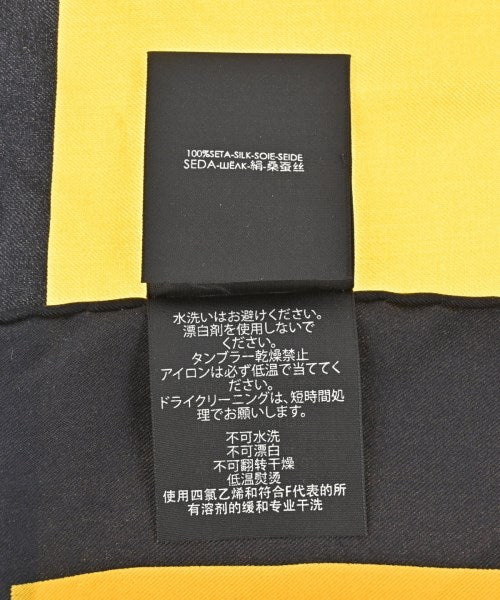 100%SETA-SILK-SOIE-SEIDE
SEDA-ШЁЛК-絹-桑蚕丝
水洗いはお避けください。
漂白剤を使用しないで
ください。
タンブラー乾燥禁止
アイロンは必ず低温で当ててく
ださい。
ドライクリーニングは、短時間処
理でお願いします。
不可水洗
不可漂白
不可翻转干燥
低温熨烫
使用四氯乙烯和符合F代表的所
有溶剂的缓和专业干洗